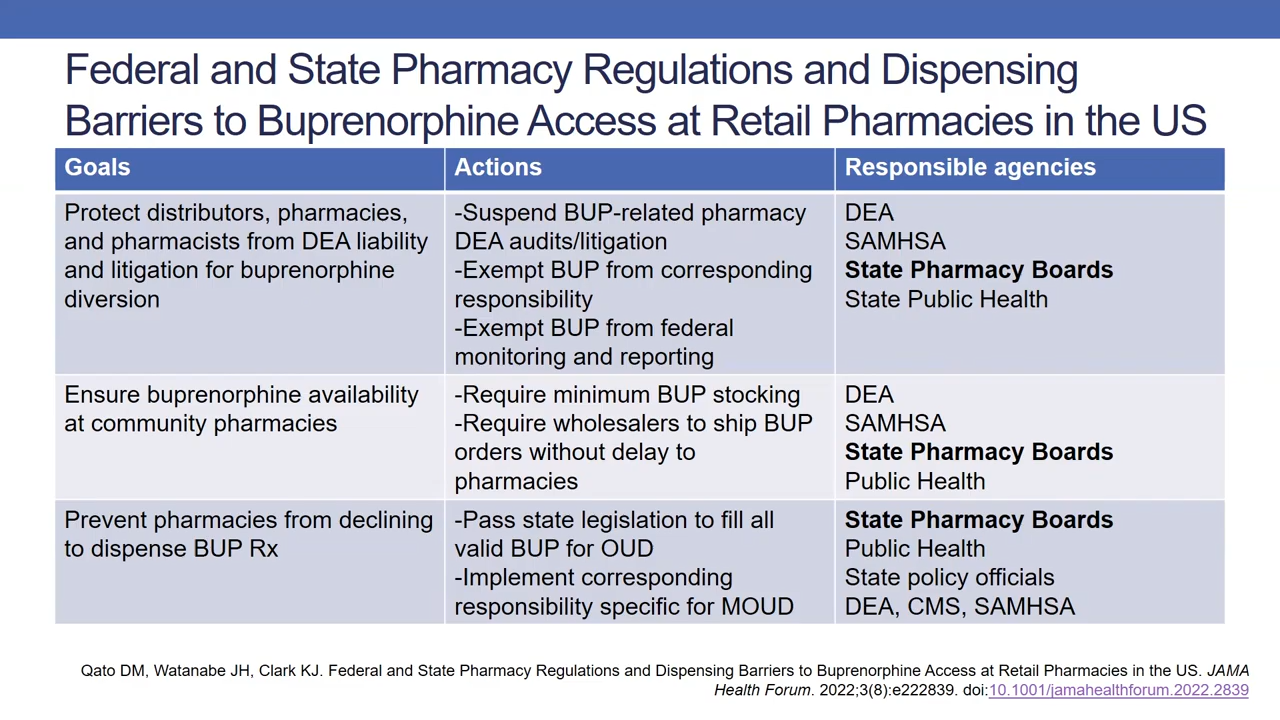 Federal and State Pharmacy Regulations and Dispensing
Barriers to Buprenorphine Access at Retail Pharmacies in the US
Goals
Actions
Responsible agencies
Protect distributors, pharmacies,
and pharmacists from DEA liability
and litigation for buprenorphine
diversion
-Suspend BUP-related pharmacy
DEA audits/litigation
-Exempt BUP from corresponding
responsibility
-Exempt BUP from federal
monitoring and reporting
DEA
SAMHSA
State Pharmacy Boards
State Public Health
Ensure buprenorphine availability
at community pharmacies
-Require minimum BUP stocking
-Require wholesalers to ship BUP
orders without delay to
pharmacies
DEA
SAMHSA
State Pharmacy Boards
Public Health
Prevent pharmacies from declining
to dispense BUP Rx
-Pass state legislation to fill all
valid BUP for OUD
-Implement corresponding
responsibility specific for MOUD
State Pharmacy Boards
Public Health
State policy officials
DEA, CMS, SAMHSA
Qato DM, Watanabe JH, Clark KJ. Federal and State Pharmacy Regulations and Dispensing Barriers to Buprenorphine Access at Retail Pharmacies in the US. JAMA
Health Forum. 2022;3(8):e222839. doi:10.1001/jamahealthforum.2022.2839